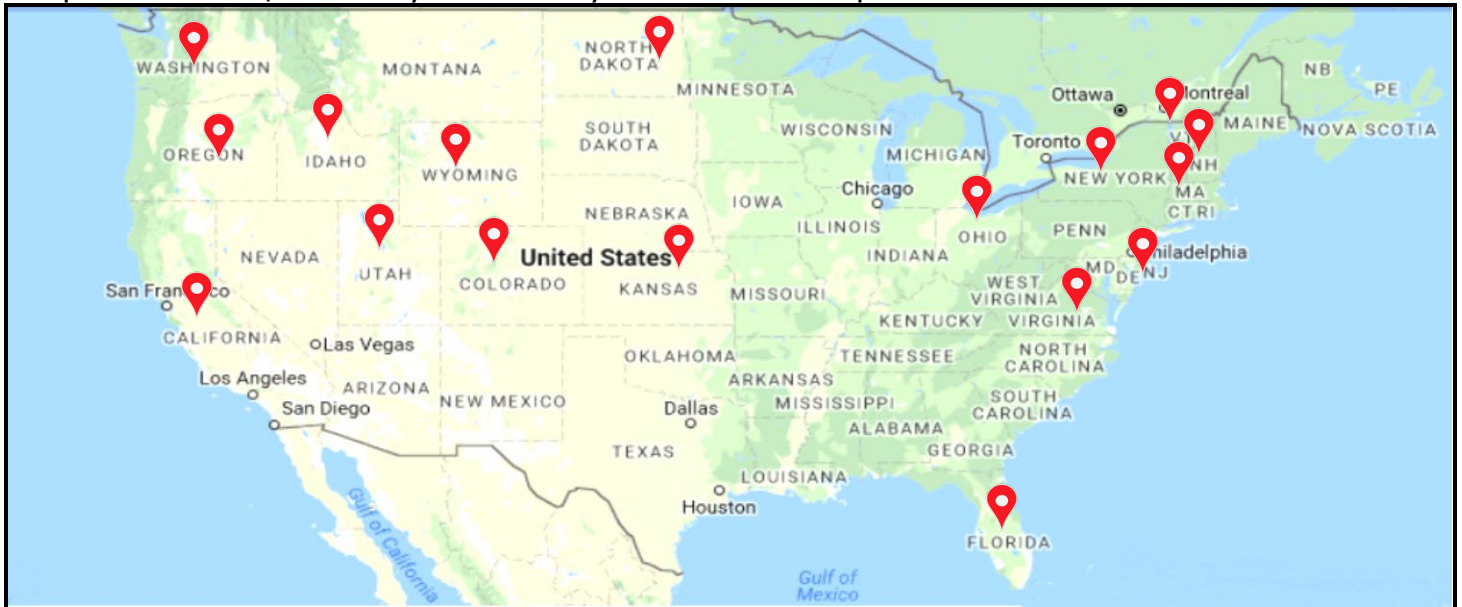 NORTH
DAKOTA
WASHINGTON
MONTANA
NB
PE
MINNESOTA
Ottawa
Montreal
MAINE
NOVA SCOTIA
SOUTH
DAKOTA
WISCONSIN
MICHIGAN
Toronto
VT
NH
OREGON
IDAHO
WYOMING
NEW YORK
MA
CT RI
Chicago
IOWA
NEBRASKA
ILLINOIS
OHIO
PENN
NEVADA
United States
INDIANA
Philadelphia
MD
DE
NJ
UTAH
COLORADO
KANSAS
MISSOURI
WEST
VIRGINIA
San Francisco
KENTUCKY
VIRGINIA
CALIFORNIA
Las Vegas
OKLAHOMA
TENNESSEE
NORTH
CAROLINA
Los Angeles
ARIZONA
NEW MEXICO
ARKANSAS
MISSISSIPPI
SOUTH
CAROLINA
San Diego
Dallas
ALABAMA
TEXAS
GEORGIA
LOUISIANA
Houston
Gulf of California
FLORIDA
Gulf of
Mexico